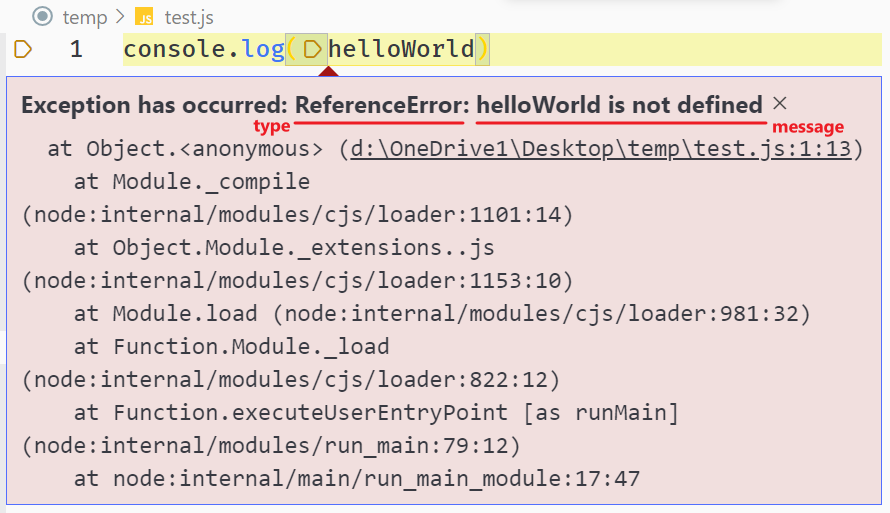 temp > JS test.js
1 console.log(helloWorld)
Exception has occurred: ReferenceError: helloWorld is not defined ×
type message
at Object.<anonymous> (d:\OneDrive1\Desktop\temp\test.js:1:13)
at Module._compile
(node:internal/modules/cjs/loader:1101:14)
at Object.Module._extensions..js
(node:internal/modules/cjs/loader:1153:10)
at Module.load (node:internal/modules/cjs/loader:981:32)
at Function.Module._load
(node:internal/modules/cjs/loader:822:12)
at Function.executeUserEntryPoint [as runMain]
(node:internal/modules/run_main:79:12)
at node:internal/main/run_main_module:17:47